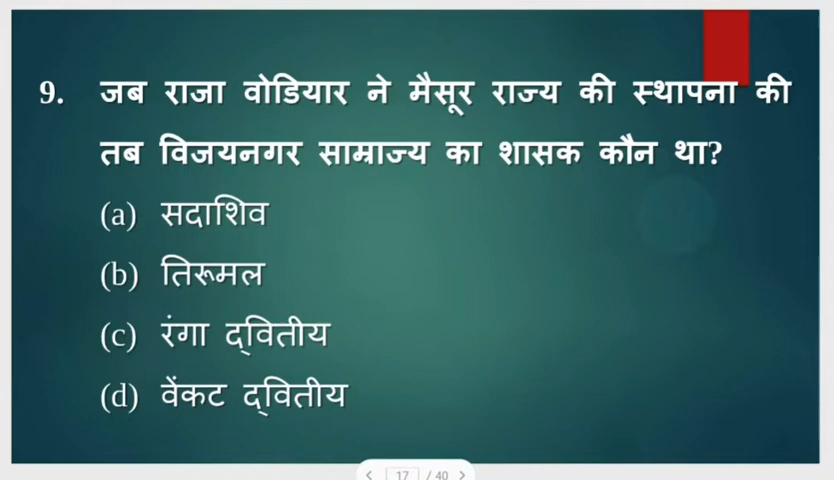 9. जब राजा वोडियार ने मैसूर राज्य की स्थापना की
तब विजयनगर साम्राज्य का शासक कौन था?
(a) सदाशिव
(b) तिरूमल
(c) रंगा द्वितीय
(d) वेंकट द्वितीय
< 17 / 40 >